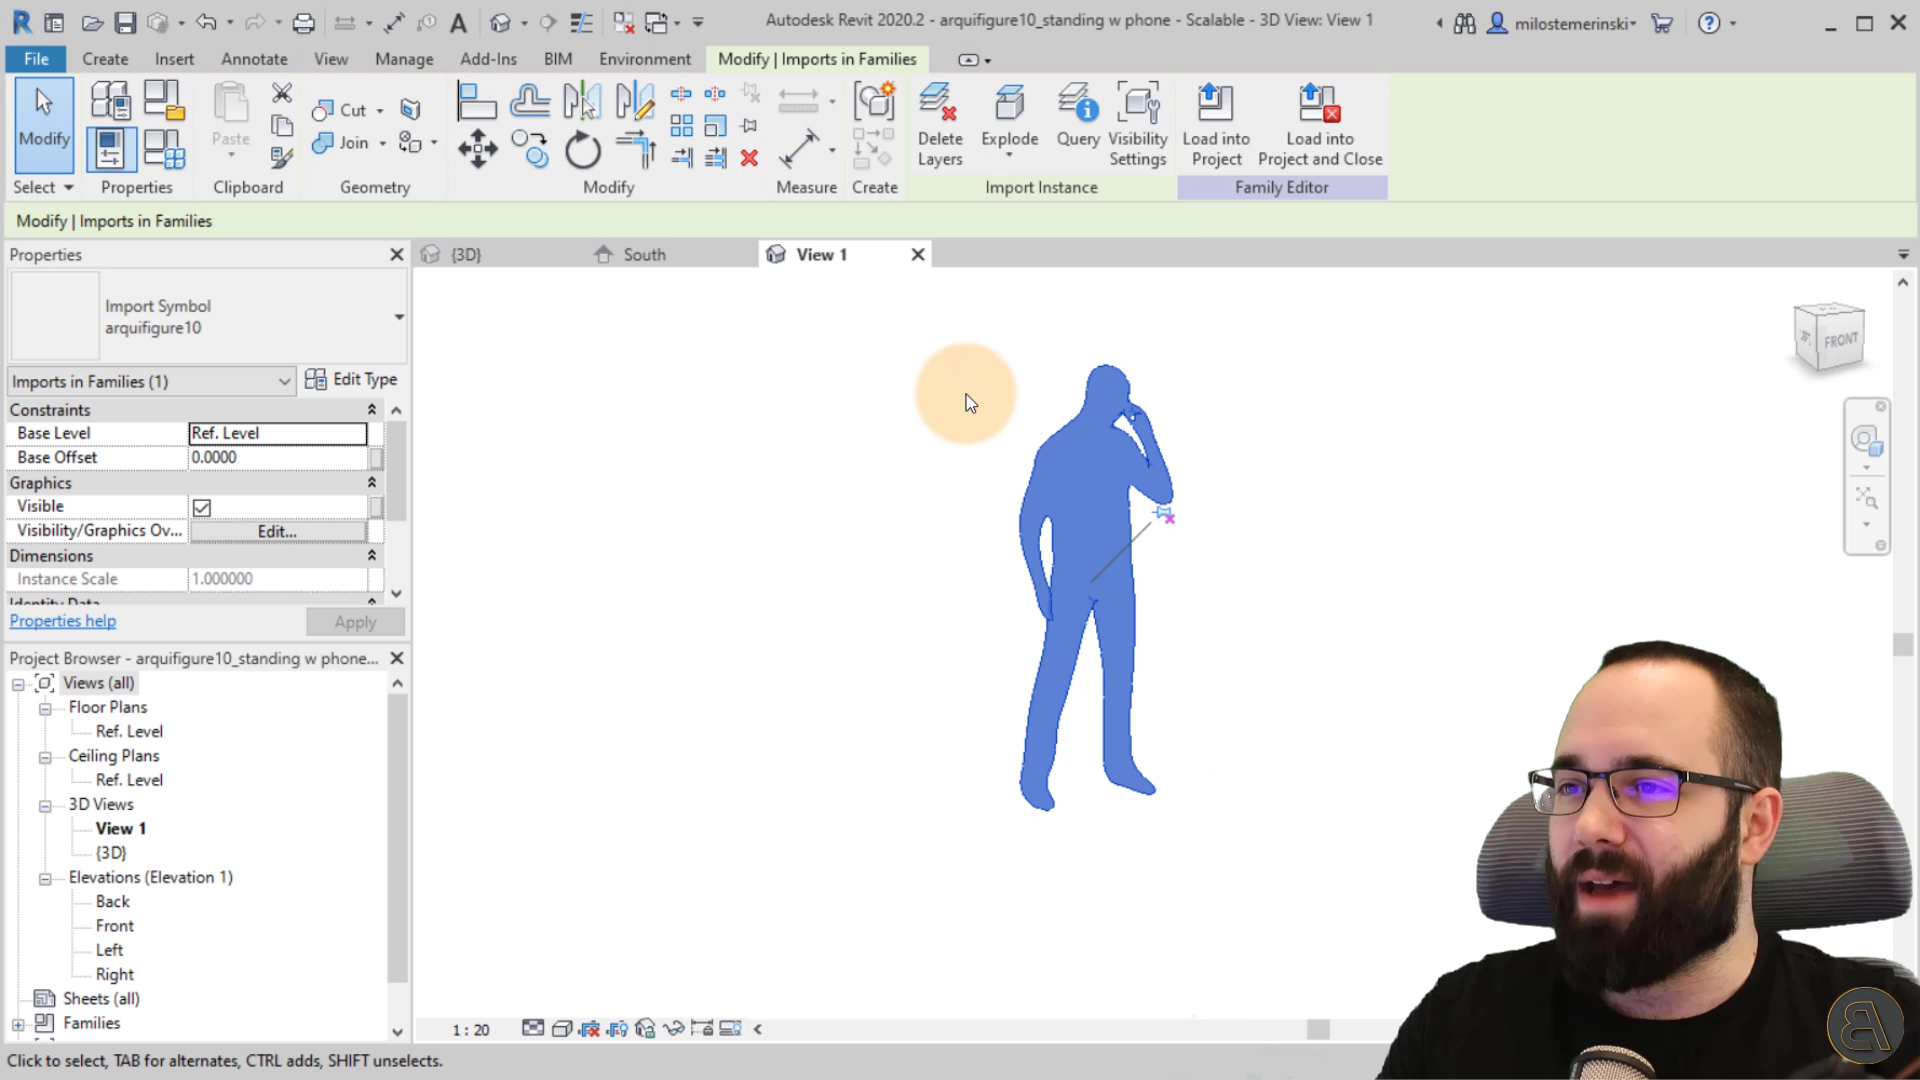 Autodesk Revit 2020.2 - arquifigure10_standing w phone - Scalable - 3D View: View 1
milostemerinski
File Create Insert Annotate View Manage Add-Ins BIM Environment Modify | Imports in Families
Modify Paste Cut Join Delete Layers Explode Query Visibility Settings Load into Project Load into Project and Close
Select Properties Clipboard Geometry Modify Measure Create Import Instance Family Editor
Modify | Imports in Families
Properties
{3D} South View 1
Import Symbol
arquifigure10
Imports in Families (1) Edit Type
Constraints
Base Level Ref. Level
Base Offset 0.0000
Graphics
Visible
Visibility/Graphics Ov... Edit...
Dimensions
Instance Scale 1.000000
Identity Data
Properties help Apply
FRONT
Project Browser - arquifigure10_standing w phone...
Views (all)
Floor Plans
Ref. Level
Ceiling Plans
Ref. Level
3D Views
View 1
{3D}
Elevations (Elevation 1)
Back
Front
Left
Right
Sheets (all)
Families
1 : 20
Click to select, TAB for alternates, CTRL adds, SHIFT unselects.